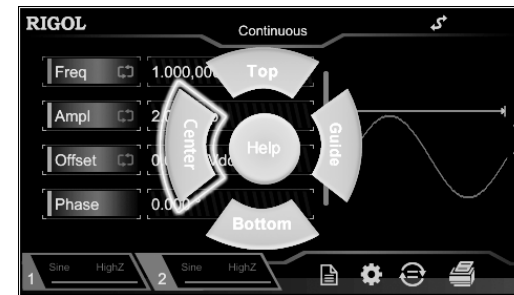 RIGOL
Continuous
Freq 1.000,00
Top
Ampl 2.
Center
Guide
Help
Offset 0. Vdc
Phase 0.000°
Bottom
1 Sine HighZ
2 Sine HighZ